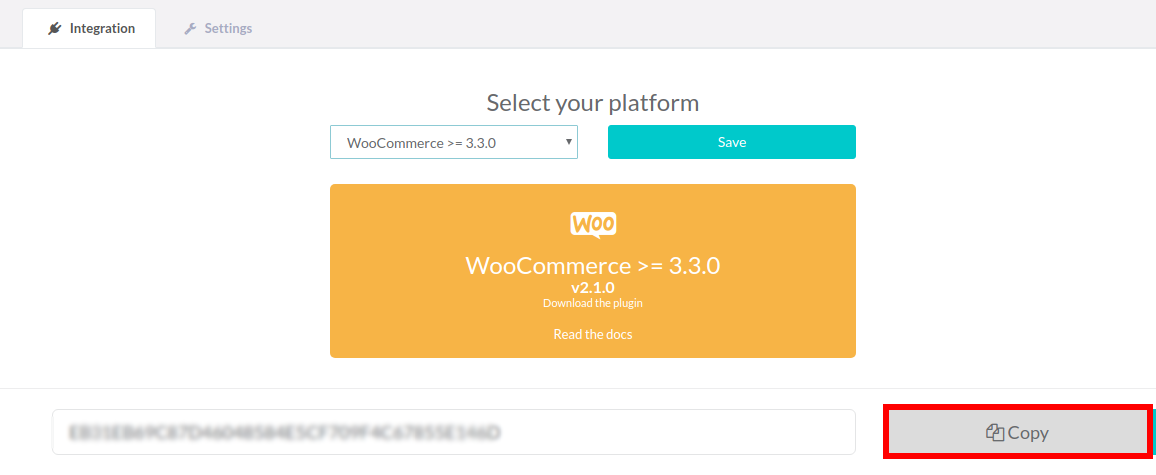 Integration
Settings
Select your platform
WooCommerce >= 3.3.0
Save
Woo
WooCommerce >= 3.3.0
v2.1.0
Download the plugin
Read the docs
Copy